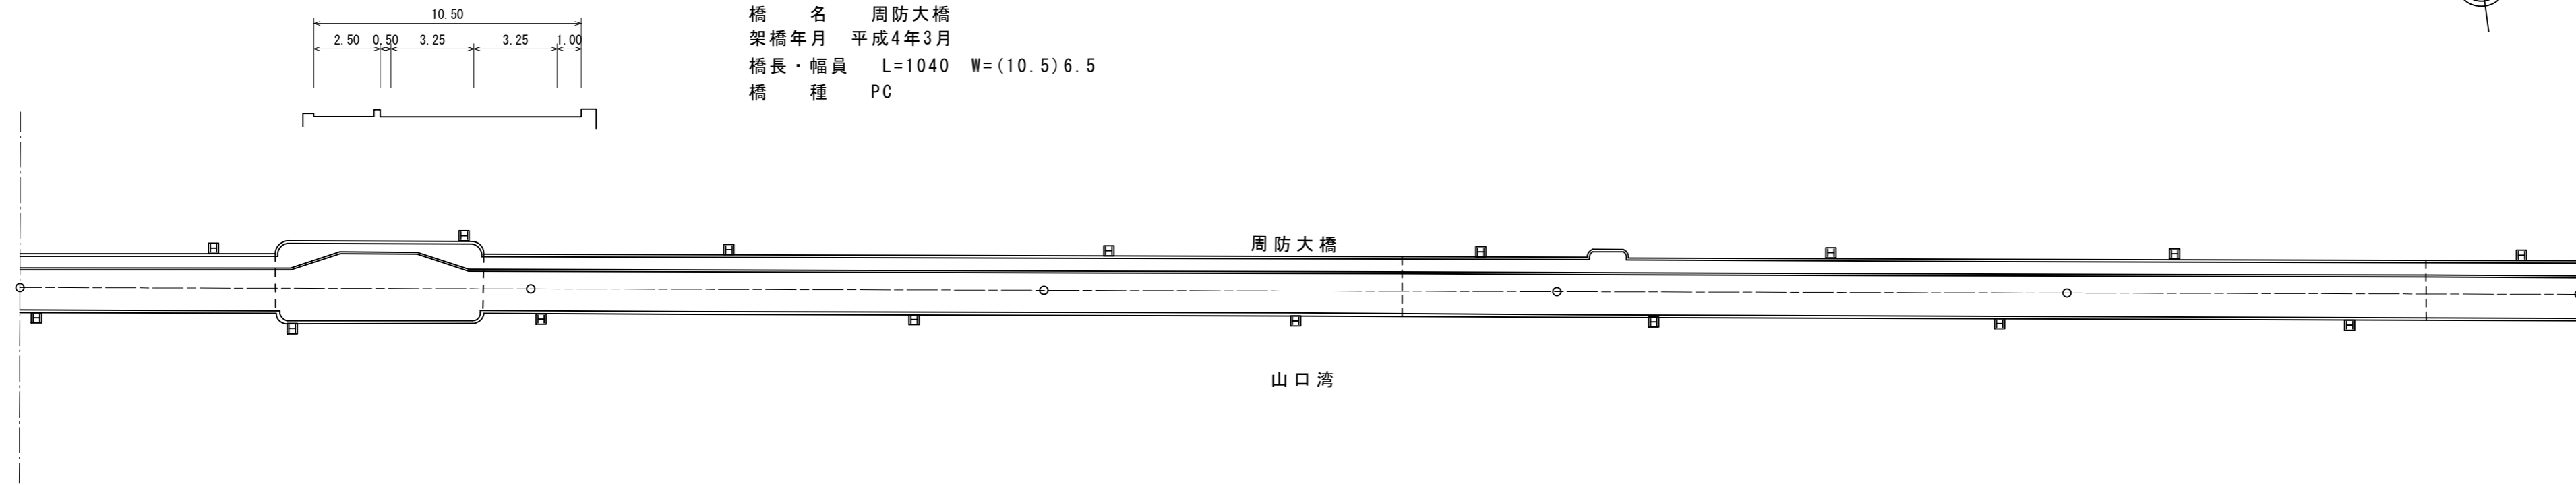 10.50
2.50 0.50 3.25 3.25 1.00
橋　　名　　周防大橋
架橋年月　平成4年3月
橋長・幅員　L=1040　W=(10.5)6.5
橋　　種　　PC
周防大橋
山口湾